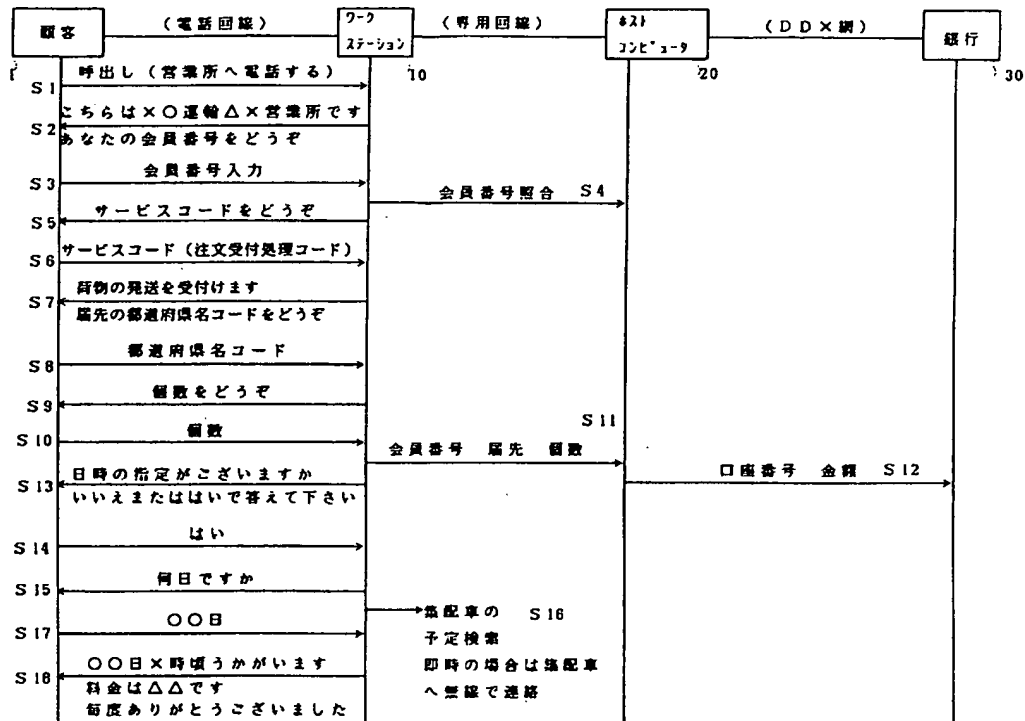 顧客
(電話回線)
ワーク
ステーション
(専用回線)
ホスト
コンピュータ
(DD×網)
銀行
10
20
30
呼出し(営業所へ電話する)
S1
こちらは×○運輸△×営業所です
S2
あなたの会員番号をどうぞ
会員番号入力
S3
会員番号照合 S4
サービスコードをどうぞ
S5
サービスコード(注文受付処理コード)
S6
荷物の発送を受付けます
S7
届先の都道府県名コードをどうぞ
都道府県名コード
S8
個数をどうぞ
S9
S11
個数
S10
会員番号 届先 個数
日時の指定がございますか
口座番号 金額 S12
S13
いいえまたははいで答えて下さい
はい
S14
何日ですか
S15
○○日
集配車の S16
S17
予定検索
○○日×時頃うかがいます
即時の場合は集配車
S18
料金は△△です
へ無線で連絡
毎度ありがとうございました